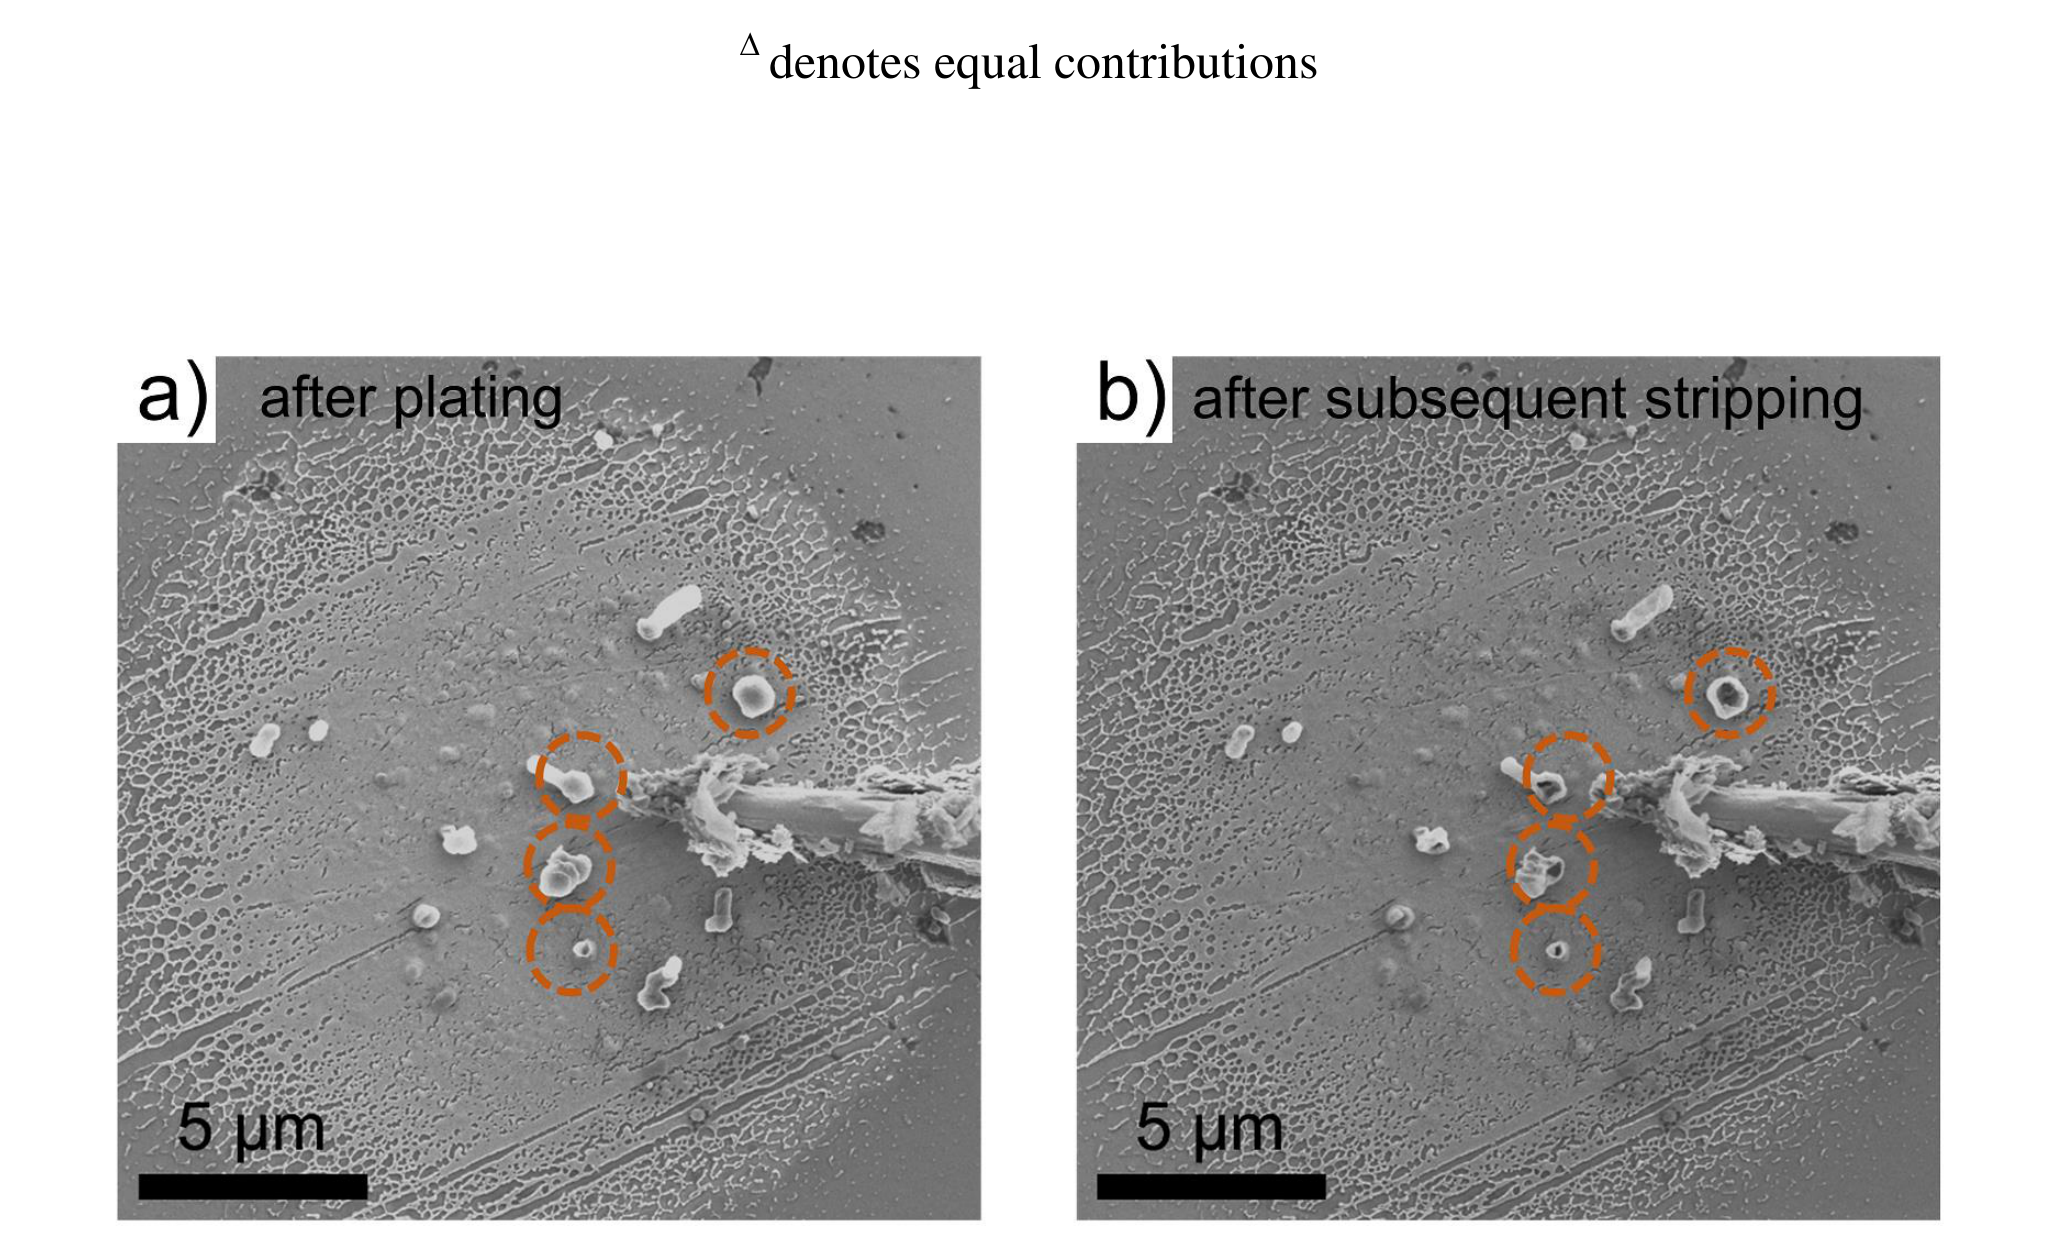 Δ denotes equal contributions
a) after plating
b) after subsequent stripping
5 μm
5 μm